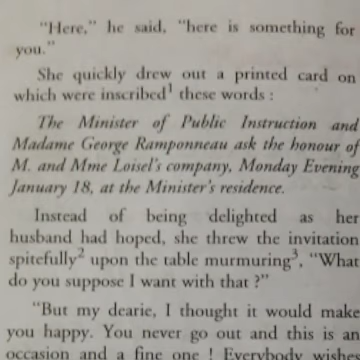 "Here," he said, "here is something for
you."
She quickly drew out a printed card on
which were inscribed¹ these words :
The Minister of Public Instruction and
Madame George Ramponneau ask the honour of
M. and Mme Loisel's company, Monday Evening
January 18, at the Minister's residence.
Instead of being delighted as her
husband had hoped, she threw the invitation
spitefully² upon the table murmuring³, "What
do you suppose I want with that ?"
"But my dearie, I thought it would make
you happy. You never go out and this is an
occasion and a fine one ! Everybody wishes